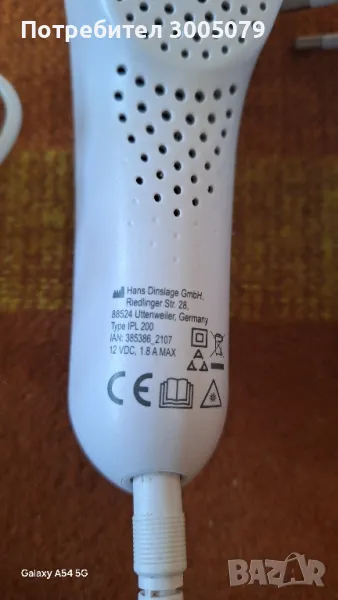 Потребител 3005079
Hans Dinslage GmbH,
Riedlinger Str. 28,
88524 Uttenweiler, Germany
Type IPL 200
IAN: 385386_2107
12 VDC, 1.8 A MAX
CE
Galaxy A54 5G
BAZAR